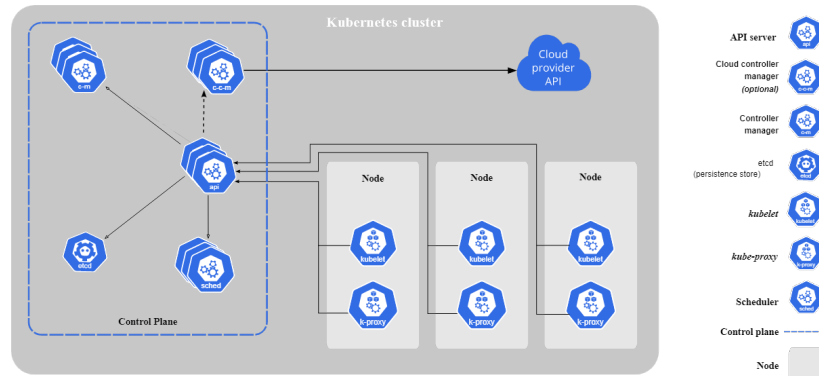 Kubernetes cluster
c-m
c-c-m
Cloud
provider
API
api
Node
Node
Node
etcd
sched
kubelet
kubelet
kubelet
k-proxy
k-proxy
k-proxy
Control Plane
API server
api
Cloud controller
manager
(optional)
c-c-m
Controller
manager
c-m
etcd
(persistence store)
etcd
kubelet
kubelet
kube-proxy
k-proxy
Scheduler
sched
Control plane
Node